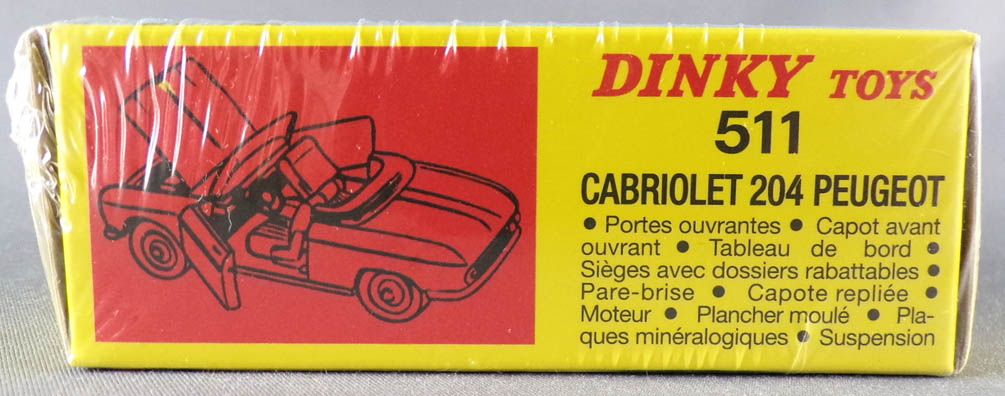 DINKY TOYS
511
CABRIOLET 204 PEUGEOT
• Portes ouvrantes • Capot avant
ouvrant • Tableau de bord •
Sièges avec dossiers rabattables •
Pare-brise • Capote repliée •
Moteur • Plancher moulé • Pla-
ques minéralogiques • Suspension